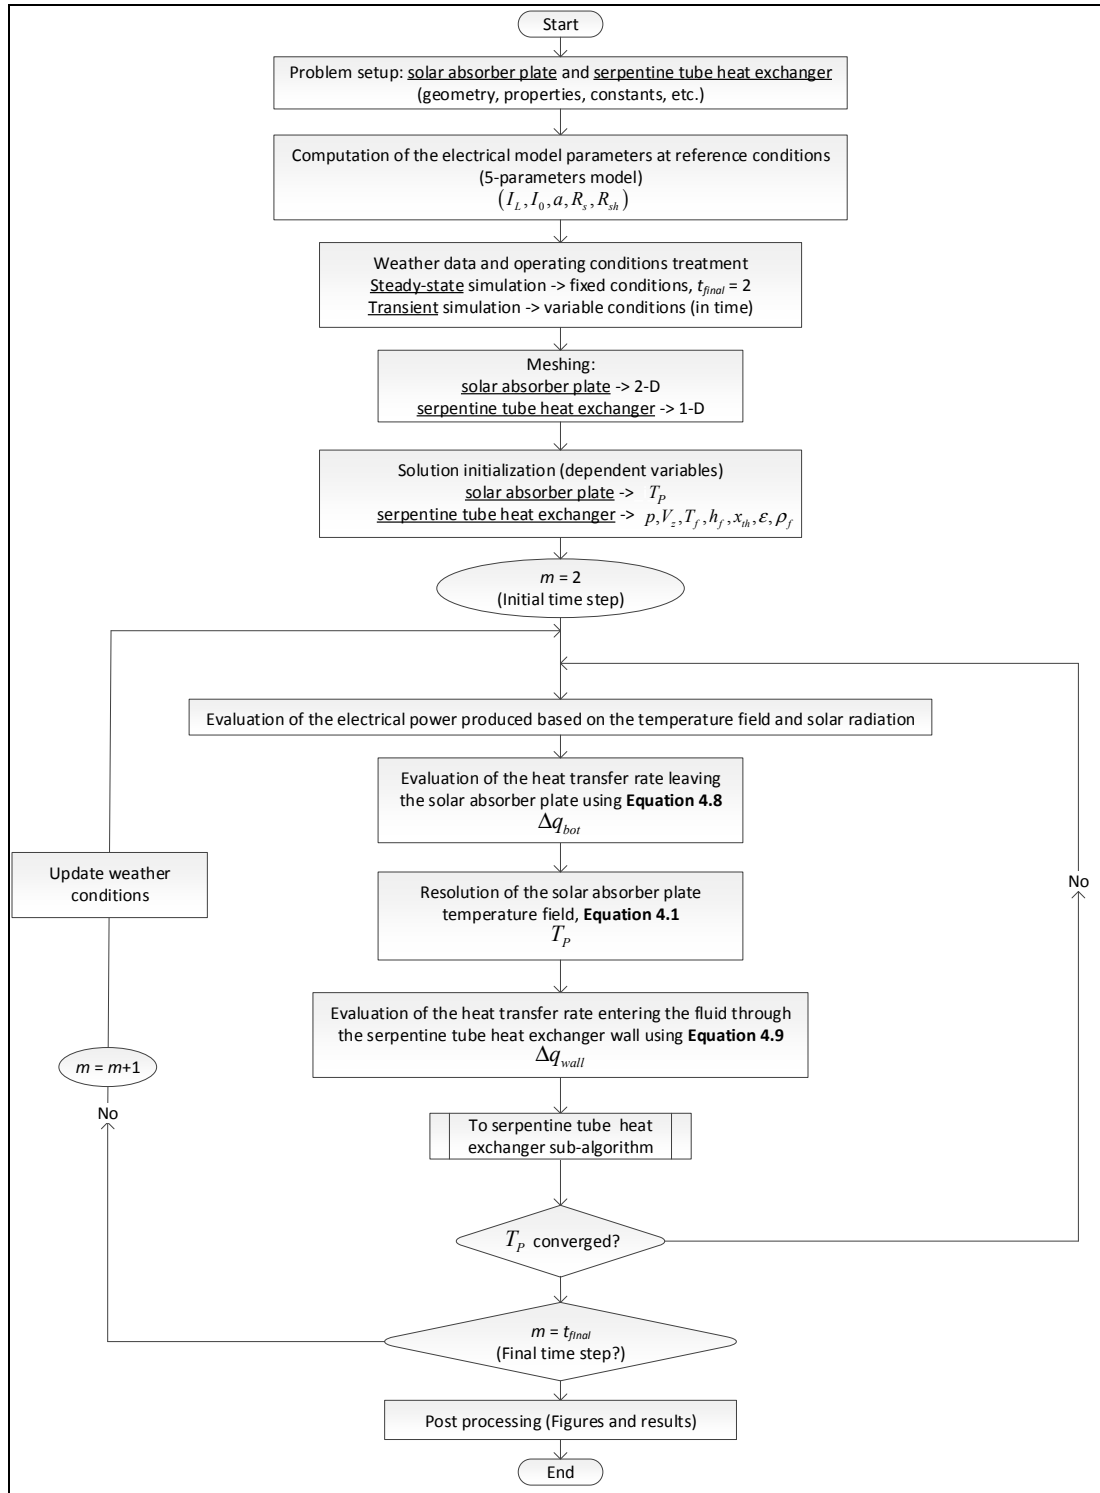 Start
Problem setup: solar absorber plate and serpentine tube heat exchanger
(geometry, properties, constants, etc.)
Computation of the electrical model parameters at reference conditions
(5-parameters model)
(I_L, I_0, a, R_s, R_sh)
Weather data and operating conditions treatment
Steady-state simulation -> fixed conditions, t_final = 2
Transient simulation -> variable conditions (in time)
Meshing:
solar absorber plate -> 2-D
serpentine tube heat exchanger -> 1-D
Solution initialization (dependent variables)
solar absorber plate -> T_P
serpentine tube heat exchanger -> p, V_z, T_f, h_f, x_th, ε, ρ_f
m = 2
(Initial time step)
Evaluation of the electrical power produced based on the temperature field and solar radiation
Evaluation of the heat transfer rate leaving
the solar absorber plate using Equation 4.8
Δq_bot
Update weather
conditions
No
Resolution of the solar absorber plate
temperature field, Equation 4.1
T_P
Evaluation of the heat transfer rate entering the fluid through
the serpentine tube heat exchanger wall using Equation 4.9
Δq_wall
m = m+1
No
To serpentine tube heat
exchanger sub-algorithm
T_P converged?
m = t_final
(Final time step?)
Post processing (Figures and results)
End